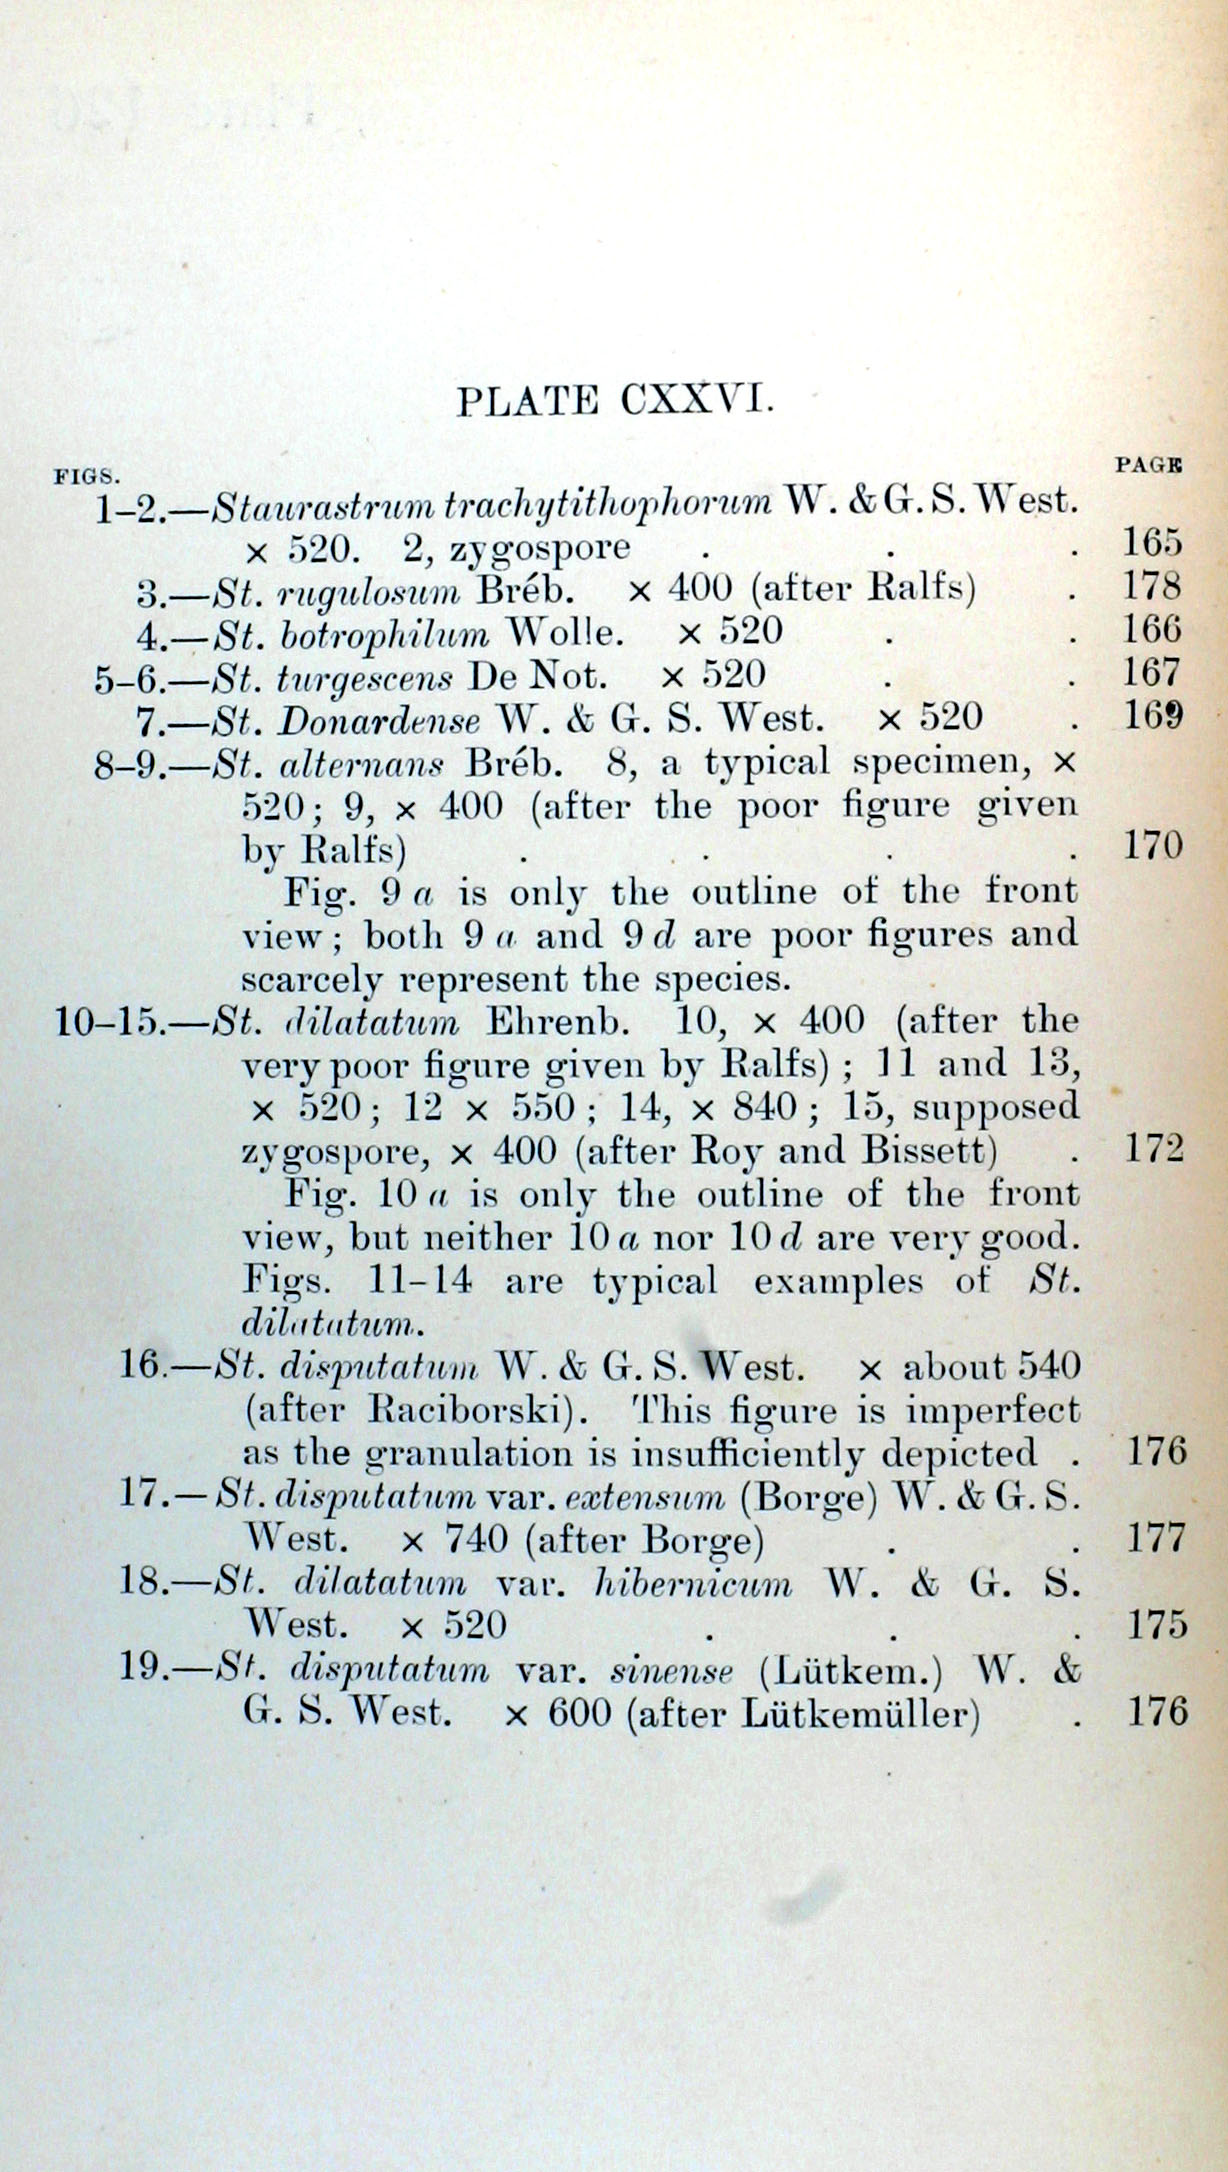 PLATE CXXVI.
FIGS. PAGE
1–2.—Staurastrum trachytithophorum W. & G. S. West.
× 520. 2, zygospore . . . 165
3.—St. rugulosum Bréb. × 400 (after Ralfs) . 178
4.—St. botrophilum Wolle. × 520 . . 166
5–6.—St. turgescens De Not. × 520 . . 167
7.—St. Donardense W. & G. S. West. × 520 . 169
8–9.—St. alternans Bréb. 8, a typical specimen, ×
520; 9, × 400 (after the poor figure given
by Ralfs) . . . . 170
Fig. 9 a is only the outline of the front
view; both 9 a and 9 d are poor figures and
scarcely represent the species.
10–15.—St. dilatatum Ehrenb. 10, × 400 (after the
very poor figure given by Ralfs); 11 and 13,
× 520; 12 × 550; 14, × 840; 15, supposed
zygospore, × 400 (after Roy and Bissett) . 172
Fig. 10 a is only the outline of the front
view, but neither 10 a nor 10 d are very good.
Figs. 11–14 are typical examples of St.
dilatatum.
16.—St. disputatum W. & G. S. West. × about 540
(after Raciborski). This figure is imperfect
as the granulation is insufficiently depicted . 176
17.—St. disputatum var. extensum (Borge) W. & G. S.
West. × 740 (after Borge) . . 177
18.—St. dilatatum var. hibernicum W. & G. S.
West. × 520 . . . 175
19.—St. disputatum var. sinense (Lütkem.) W. &
G. S. West. × 600 (after Lütkemüller) . 176